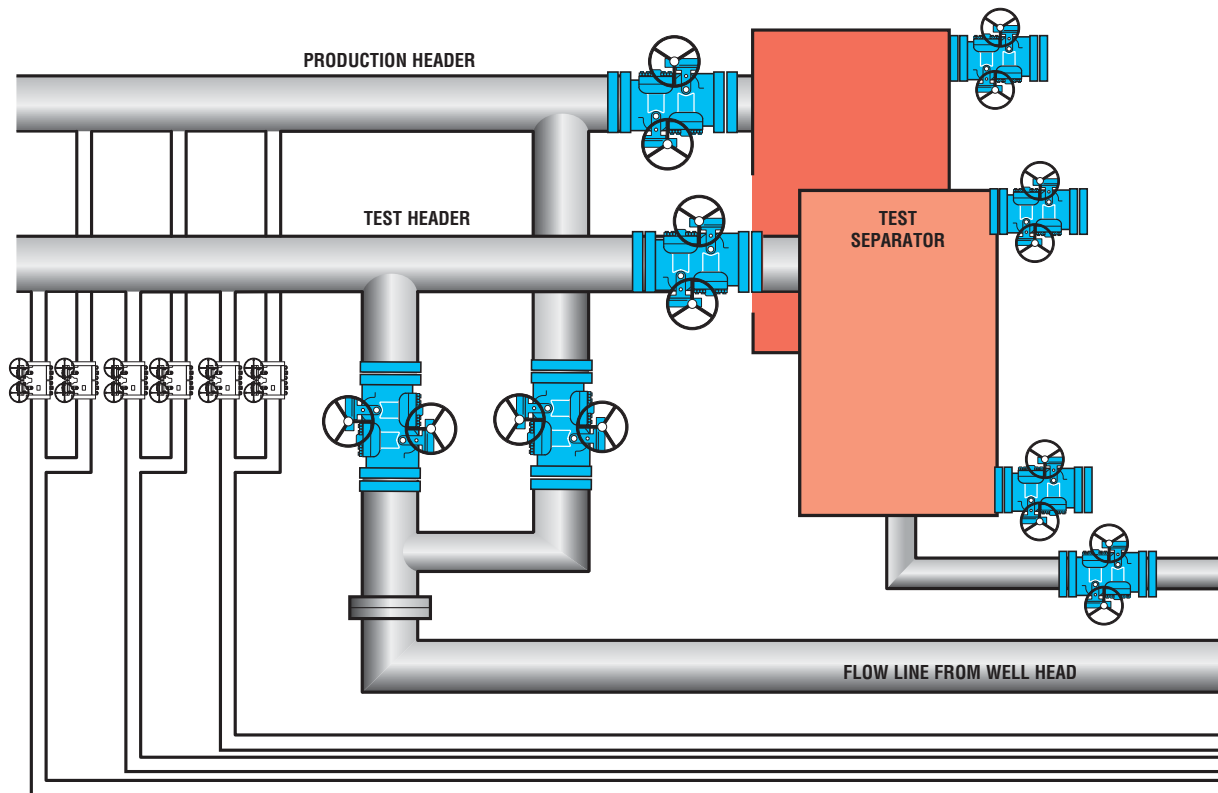 PRODUCTION HEADER
TEST HEADER
TEST
SEPARATOR
FLOW LINE FROM WELL HEAD